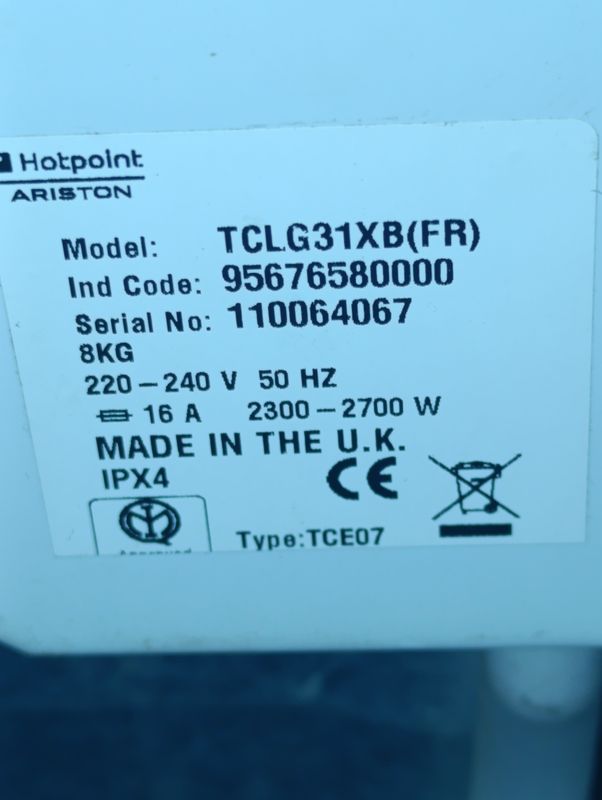 Hotpoint
ARISTON
Model: TCLG31XB(FR)
Ind Code: 95676580000
Serial No: 110064067
8KG
220-240 V 50 HZ
16 A 2300-2700 W
MADE IN THE U.K.
IPX4
CE
Type:TCE07